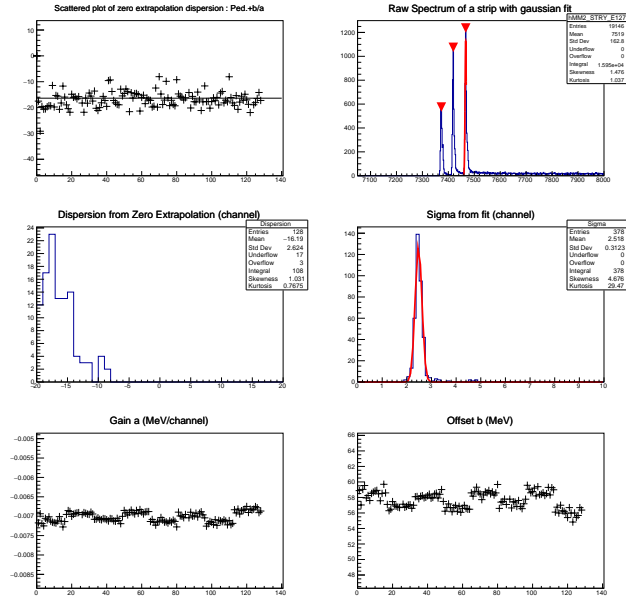 Scattered plot of zero extrapolation dispersion : Ped.+b/a
10
0
−10
−20
−30
−40
0 20 40 60 80 100 120 140
Raw Spectrum of a strip with gaussian fit
hMM2_STRY_E127
Entries 19146
Mean 7519
Std Dev 162.8
Underflow 0
Overflow 0
Integral 1.595e+04
Skewness 1.476
Kurtosis 1.037
1200
1000
800
600
400
200
0
7100 7200 7300 7400 7500 7600 7700 7800 7900 8000
Dispersion from Zero Extrapolation (channel)
Dispersion
Entries 128
Mean −16.19
Std Dev 2.624
Underflow 17
Overflow 3
Integral 108
Skewness 1.031
Kurtosis 0.7675
24
22
20
18
16
14
12
10
8
6
4
2
0
−20 −15 −10 −5 0 5 10 15 20
Sigma from fit (channel)
Sigma
Entries 378
Mean 2.518
Std Dev 0.3123
Underflow 0
Overflow 0
Integral 378
Skewness 4.676
Kurtosis 29.47
140
120
100
80
60
40
20
0
0 1 2 3 4 5 6 7 8 9 10
Gain a (MeV/channel)
−0.005
−0.0055
−0.006
−0.0065
−0.007
−0.0075
−0.008
−0.0085
0 20 40 60 80 100 120 140
Offset b (MeV)
66
64
62
60
58
56
54
52
50
48
0 20 40 60 80 100 120 140